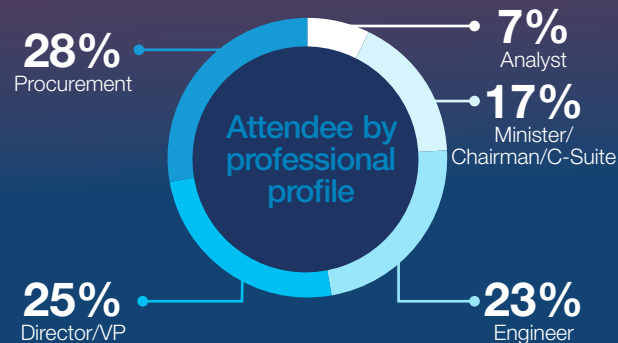 28%
Procurement
7%
Analyst
17%
Minister/
Chairman/C-Suite
Attendee by
professional
profile
25%
Director/VP
23%
Engineer